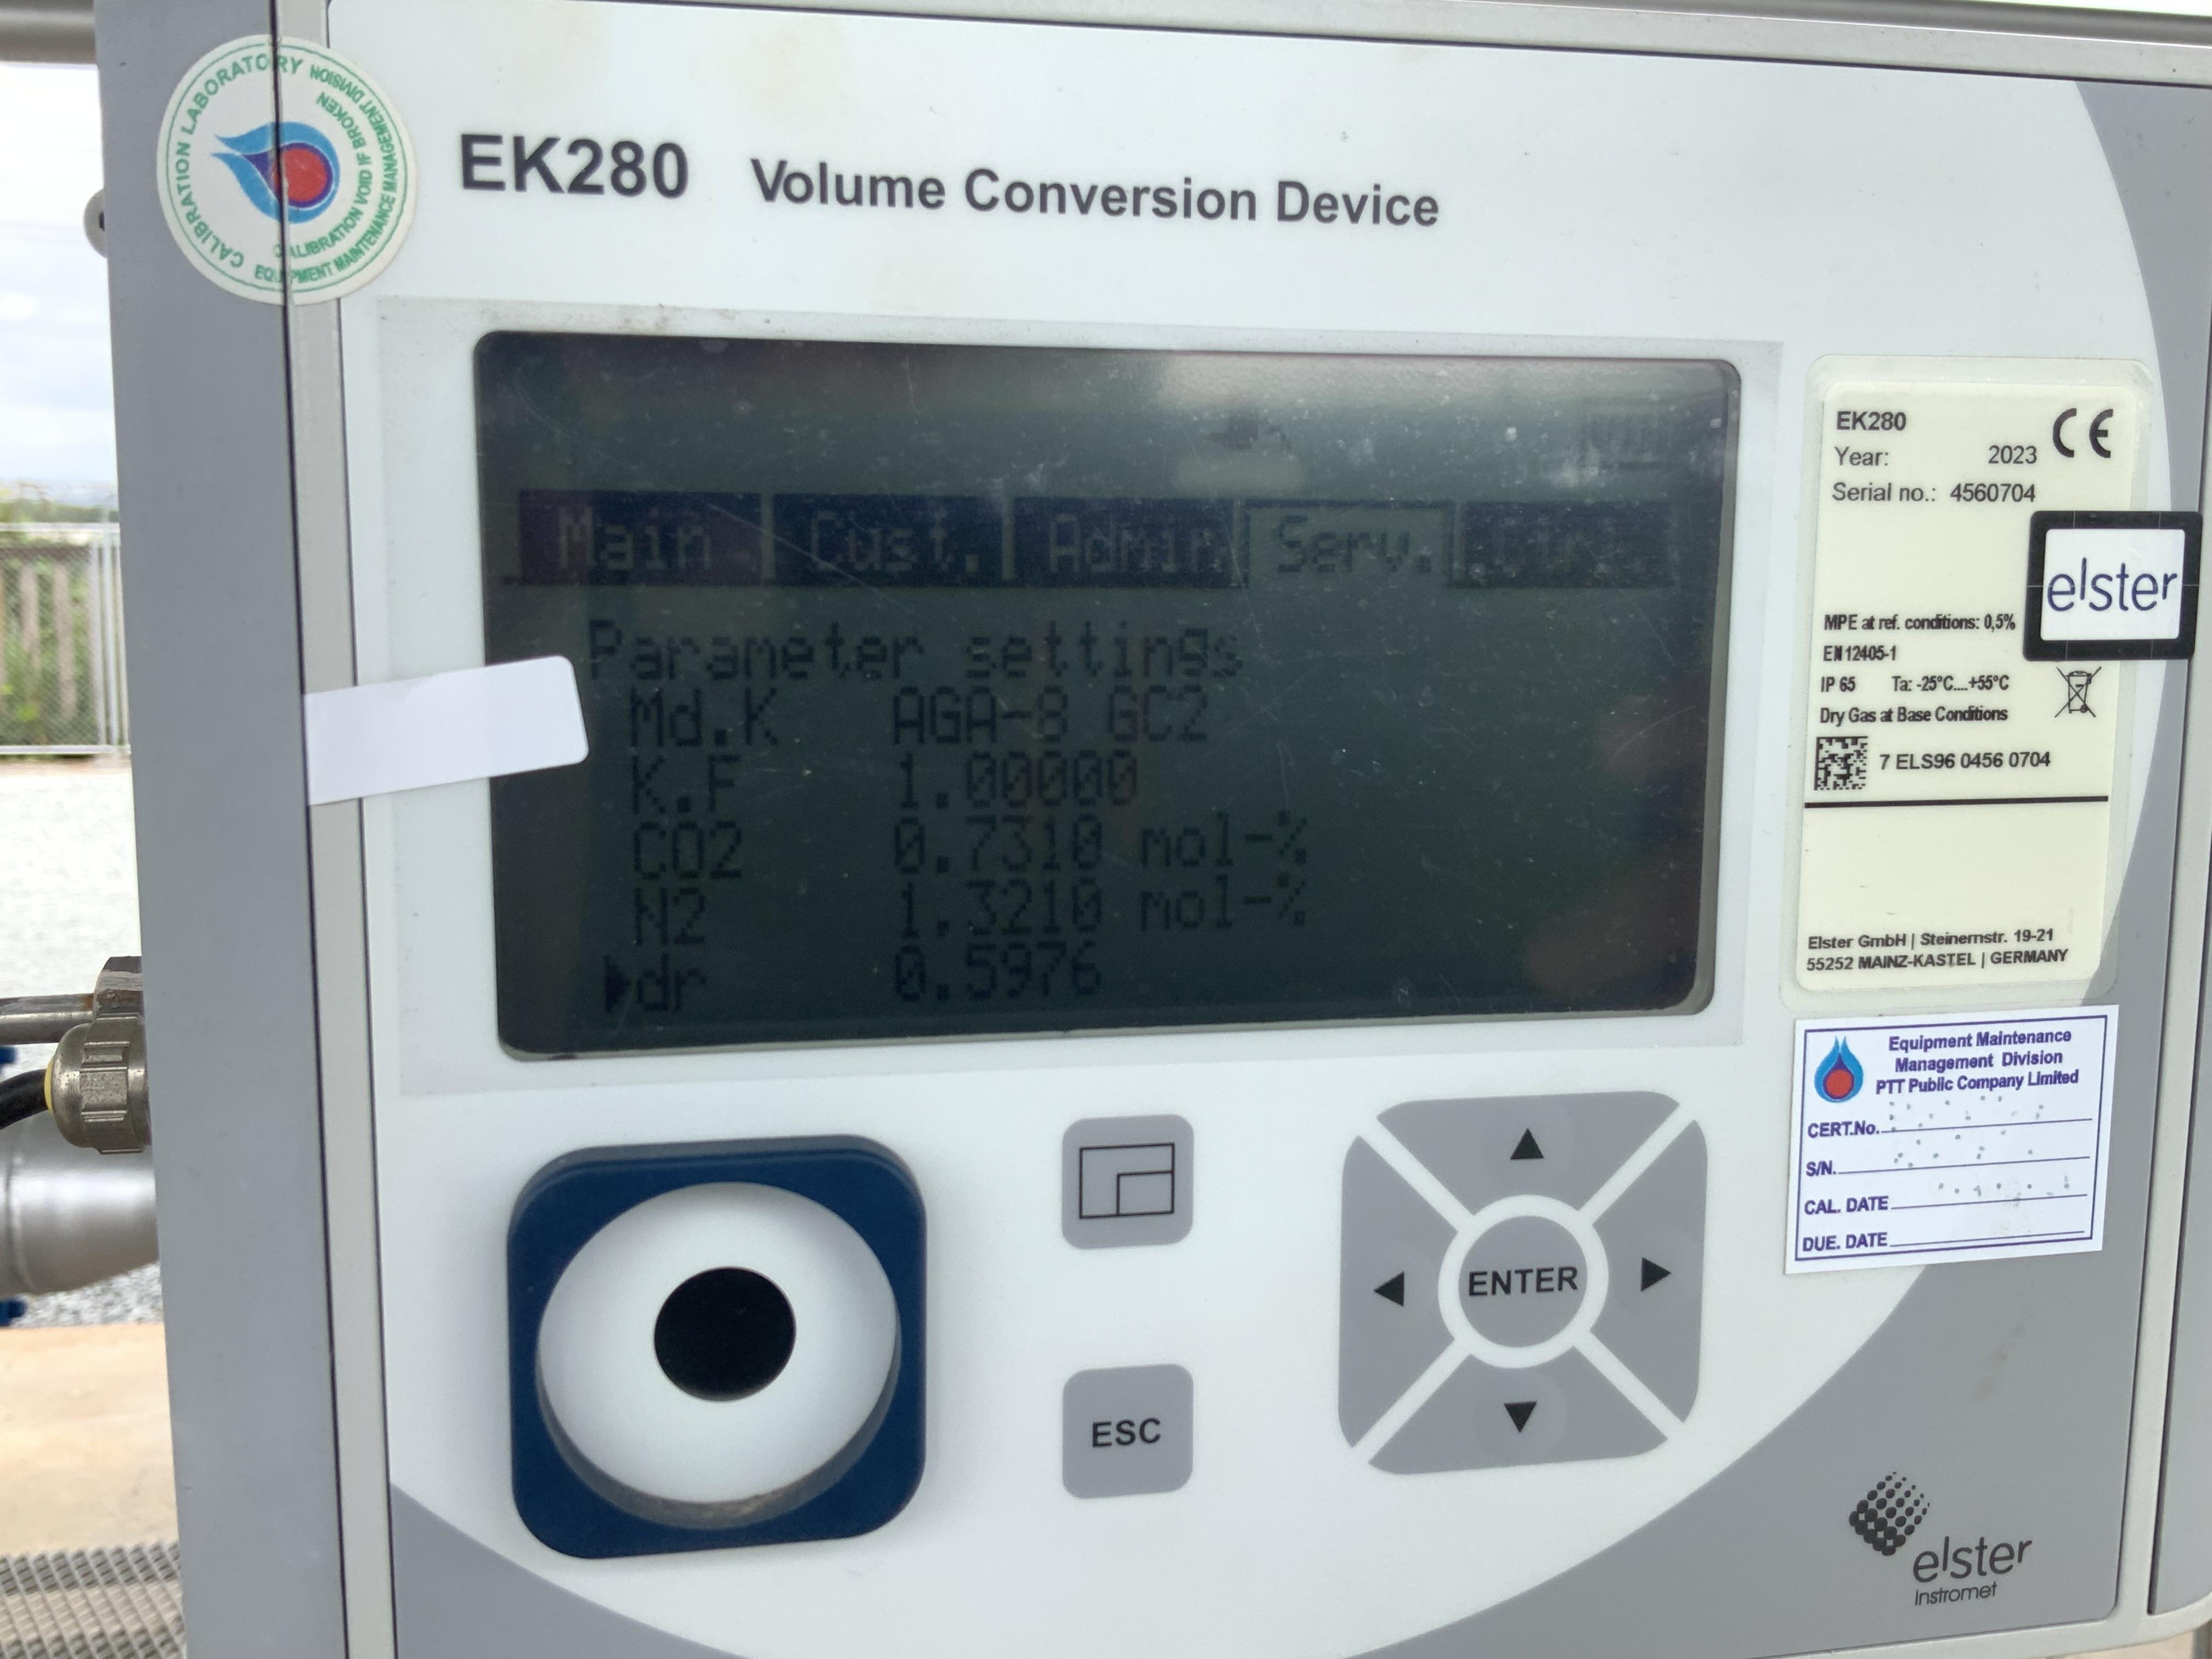 CALIBRATION LABORATORY
EQUIPMENT MAINTENANCE MANAGEMENT DIVISION
CALIBRATION VOID IF BROKEN
EK280 Volume Conversion Device
Main Cust. Admin Serv.
Parameter settings
Md.K AGA-8 GC2
K.F 1.00000
CO2 0.7310 mol-%
N2 1.3210 mol-%
dr 0.5976
EK280 CE
Year: 2023
Serial no.: 4560704
elster
MPE at ref. conditions: 0,5%
EN 12405-1
IP 65 Ta: -25°C....+55°C
Dry Gas at Base Conditions
7 ELS96 0456 0704
Elster GmbH | Steinernstr. 19-21
55252 MAINZ-KASTEL | GERMANY
Equipment Maintenance
Management Division
PTT Public Company Limited
CERT.No.
S/N.
CAL. DATE
DUE. DATE
ENTER
ESC
elster
Instromet